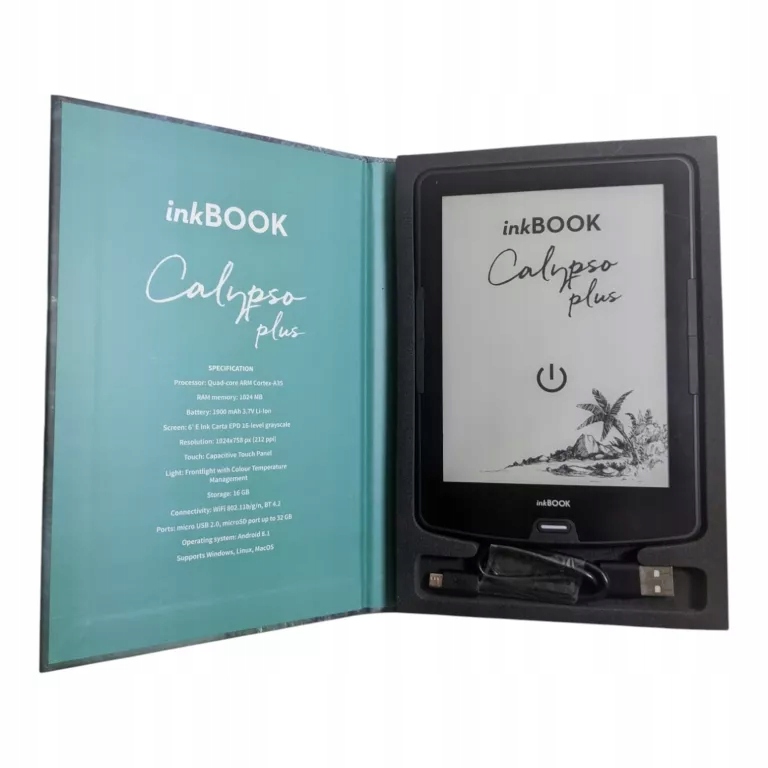 inkBOOK
Calypso
plus
SPECIFICATION
Processor: Quad-core ARM Cortex-A35
RAM memory: 1024 MB
Battery: 1900 mAh 3.7V Li-Ion
Screen: 6' E Ink Carta EPD 16-level grayscale
Resolution: 1024x758 px (212 ppi)
Touch: Capacitive Touch Panel
Light: Frontlight with Colour Temperature
Management
Storage: 16 GB
Connectivity: WiFi 802.11b/g/n, BT 4.2
Ports: micro USB 2.0, microSD port up to 32 GB
Operating system: Android 8.1
Supports Windows, Linux, MacOS
inkBOOK
Calypso
plus
inkBOOK